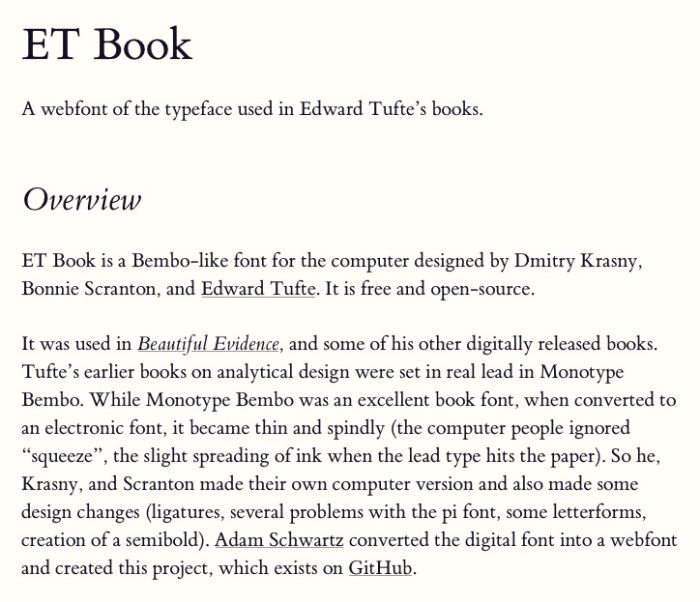 ET Book
A webfont of the typeface used in Edward Tufte’s books.
Overview
ET Book is a Bembo-like font for the computer designed by Dmitry Krasny,
Bonnie Scranton, and Edward Tufte. It is free and open-source.
It was used in Beautiful Evidence, and some of his other digitally released books.
Tufte’s earlier books on analytical design were set in real lead in Monotype
Bembo. While Monotype Bembo was an excellent book font, when converted to
an electronic font, it became thin and spindly (the computer people ignored
“squeeze”, the slight spreading of ink when the lead type hits the paper). So he,
Krasny, and Scranton made their own computer version and also made some
design changes (ligatures, several problems with the pi font, some letterforms,
creation of a semibold). Adam Schwartz converted the digital font into a webfont
and created this project, which exists on GitHub.